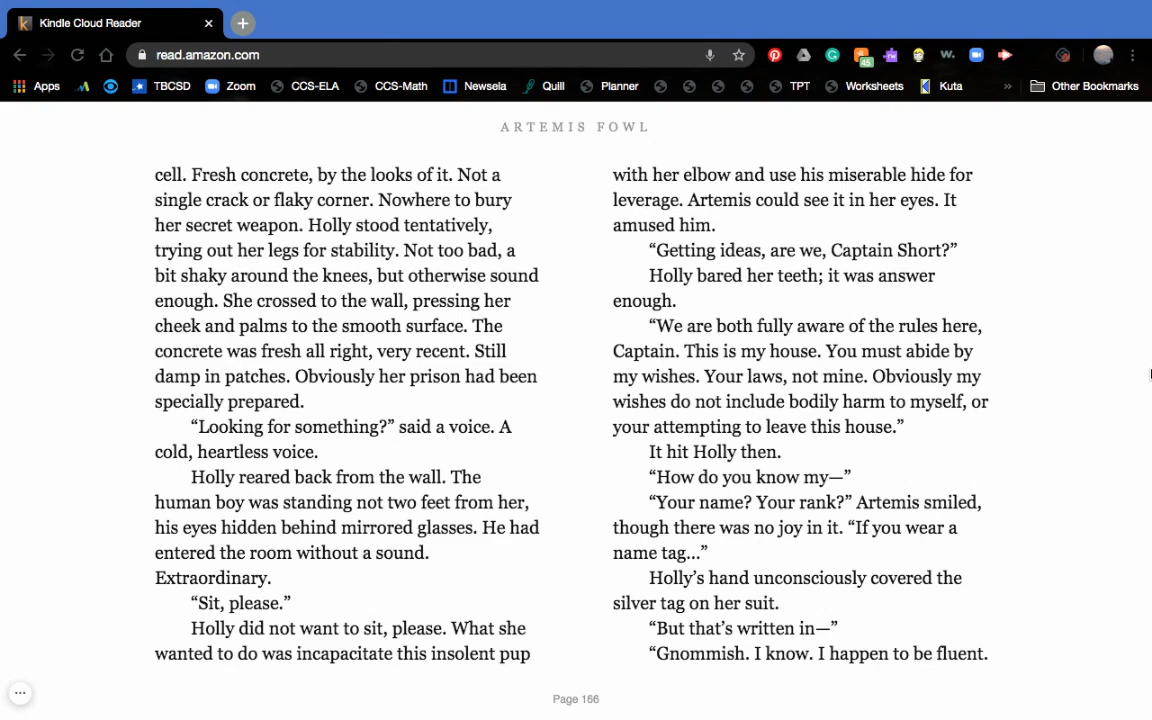 Kindle Cloud Reader
read.amazon.com
45
Apps
TBCSD
Zoom
CCS-ELA
CCS-Math
Newsela
Quill
Planner
TPT
Worksheets
Kuta
»
Other Bookmarks
ARTEMIS FOWL
cell. Fresh concrete, by the looks of it. Not a
single crack or flaky corner. Nowhere to bury
her secret weapon. Holly stood tentatively,
trying out her legs for stability. Not too bad, a
bit shaky around the knees, but otherwise sound
enough. She crossed to the wall, pressing her
cheek and palms to the smooth surface. The
concrete was fresh all right, very recent. Still
damp in patches. Obviously her prison had been
specially prepared.
“Looking for something?” said a voice. A
cold, heartless voice.
Holly reared back from the wall. The
human boy was standing not two feet from her,
his eyes hidden behind mirrored glasses. He had
entered the room without a sound.
Extraordinary.
“Sit, please.”
Holly did not want to sit, please. What she
wanted to do was incapacitate this insolent pup
with her elbow and use his miserable hide for
leverage. Artemis could see it in her eyes. It
amused him.
“Getting ideas, are we, Captain Short?”
Holly bared her teeth; it was answer
enough.
“We are both fully aware of the rules here,
Captain. This is my house. You must abide by
my wishes. Your laws, not mine. Obviously my
wishes do not include bodily harm to myself, or
your attempting to leave this house.”
It hit Holly then.
“How do you know my—”
“Your name? Your rank?” Artemis smiled,
though there was no joy in it. “If you wear a
name tag...”
Holly’s hand unconsciously covered the
silver tag on her suit.
“But that’s written in—”
“Gnommish. I know. I happen to be fluent.
Page 166